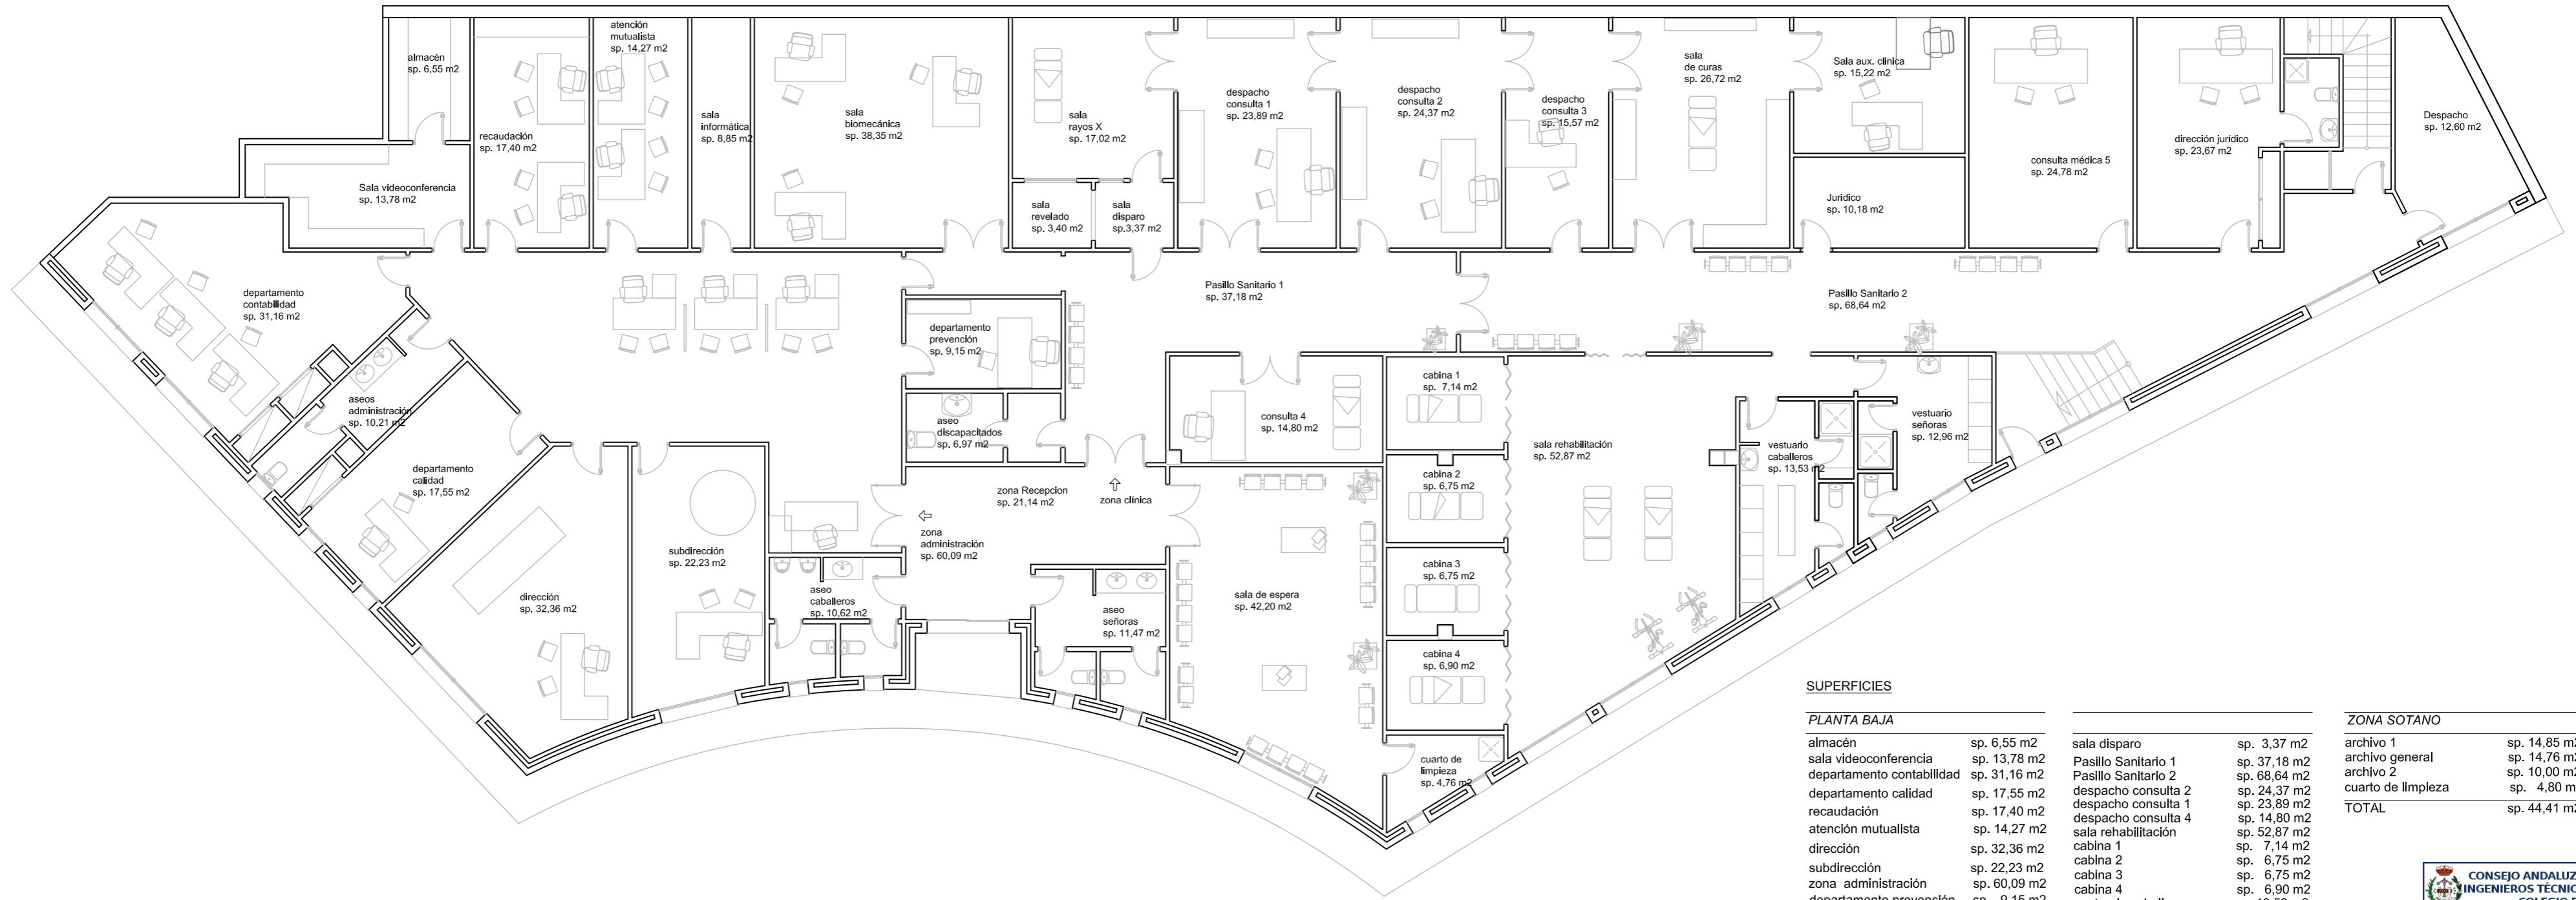 almacén
sp. 6,55 m2
recaudación
sp. 17,40 m2
atención
mutualista
sp. 14,27 m2
sala
informática
sp. 8,85 m2
sala
biomecánica
sp. 38,35 m2
sala
rayos X
sp. 17,02 m2
sala
revelado
sp. 3,40 m2
sala
disparo
sp.3,37 m2
despacho
consulta 1
sp. 23,89 m2
despacho
consulta 2
sp. 24,37 m2
despacho
consulta 3
sp. 15,57 m2
sala
de curas
sp. 26,72 m2
Sala aux. clinica
sp. 15,22 m2
Juridico
sp. 10,18 m2
consulta médica 5
sp. 24,78 m2
dirección jurídico
sp. 23,67 m2
Despacho
sp. 12,60 m2
Sala videoconferencia
sp. 13,78 m2
departamento
contabilidad
sp. 31,16 m2
aseos
administración
sp. 10,21 m2
departamento
calidad
sp. 17,55 m2
dirección
sp. 32,36 m2
subdirección
sp. 22,23 m2
departamento
prevención
sp. 9,15 m2
aseo
discapacitados
sp. 6,97 m2
Pasillo Sanitario 1
sp. 37,18 m2
Pasillo Sanitario 2
sp. 68,64 m2
zona Recepcion
sp. 21,14 m2
zona clínica
zona
administración
sp. 60,09 m2
aseo
caballeros
sp. 10,62 m2
aseo
señoras
sp. 11,47 m2
consulta 4
sp. 14,80 m2
sala de espera
sp. 42,20 m2
cabina 1
sp. 7,14 m2
cabina 2
sp. 6,75 m2
cabina 3
sp. 6,75 m2
cabina 4
sp. 6,90 m2
cuarto de
limpieza
sp. 4,76 m2
sala rehabilitación
sp. 52,87 m2
vestuario
caballeros
sp. 13,53 m2
vestuario
señoras
sp. 12,96 m2
SUPERFICIES
PLANTA BAJA
almacén sp. 6,55 m2
sala videoconferencia sp. 13,78 m2
departamento contabilidad sp. 31,16 m2
departamento calidad sp. 17,55 m2
recaudación sp. 17,40 m2
atención mutualista sp. 14,27 m2
dirección sp. 32,36 m2
subdirección sp. 22,23 m2
zona administración sp. 60,09 m2
departamento prevención sp. 9,15 m2
sala disparo sp. 3,37 m2
Pasillo Sanitario 1 sp. 37,18 m2
Pasillo Sanitario 2 sp. 68,64 m2
despacho consulta 2 sp. 24,37 m2
despacho consulta 1 sp. 23,89 m2
despacho consulta 4 sp. 14,80 m2
sala rehabilitación sp. 52,87 m2
cabina 1 sp. 7,14 m2
cabina 2 sp. 6,75 m2
cabina 3 sp. 6,75 m2
cabina 4 sp. 6,90 m2
ZONA SOTANO
archivo 1 sp. 14,85 m2
archivo general sp. 14,76 m2
archivo 2 sp. 10,00 m2
cuarto de limpieza sp. 4,80 m
TOTAL sp. 44,41 m2
CONSEJO ANDALUZ
INGENIEROS TÉCNIC